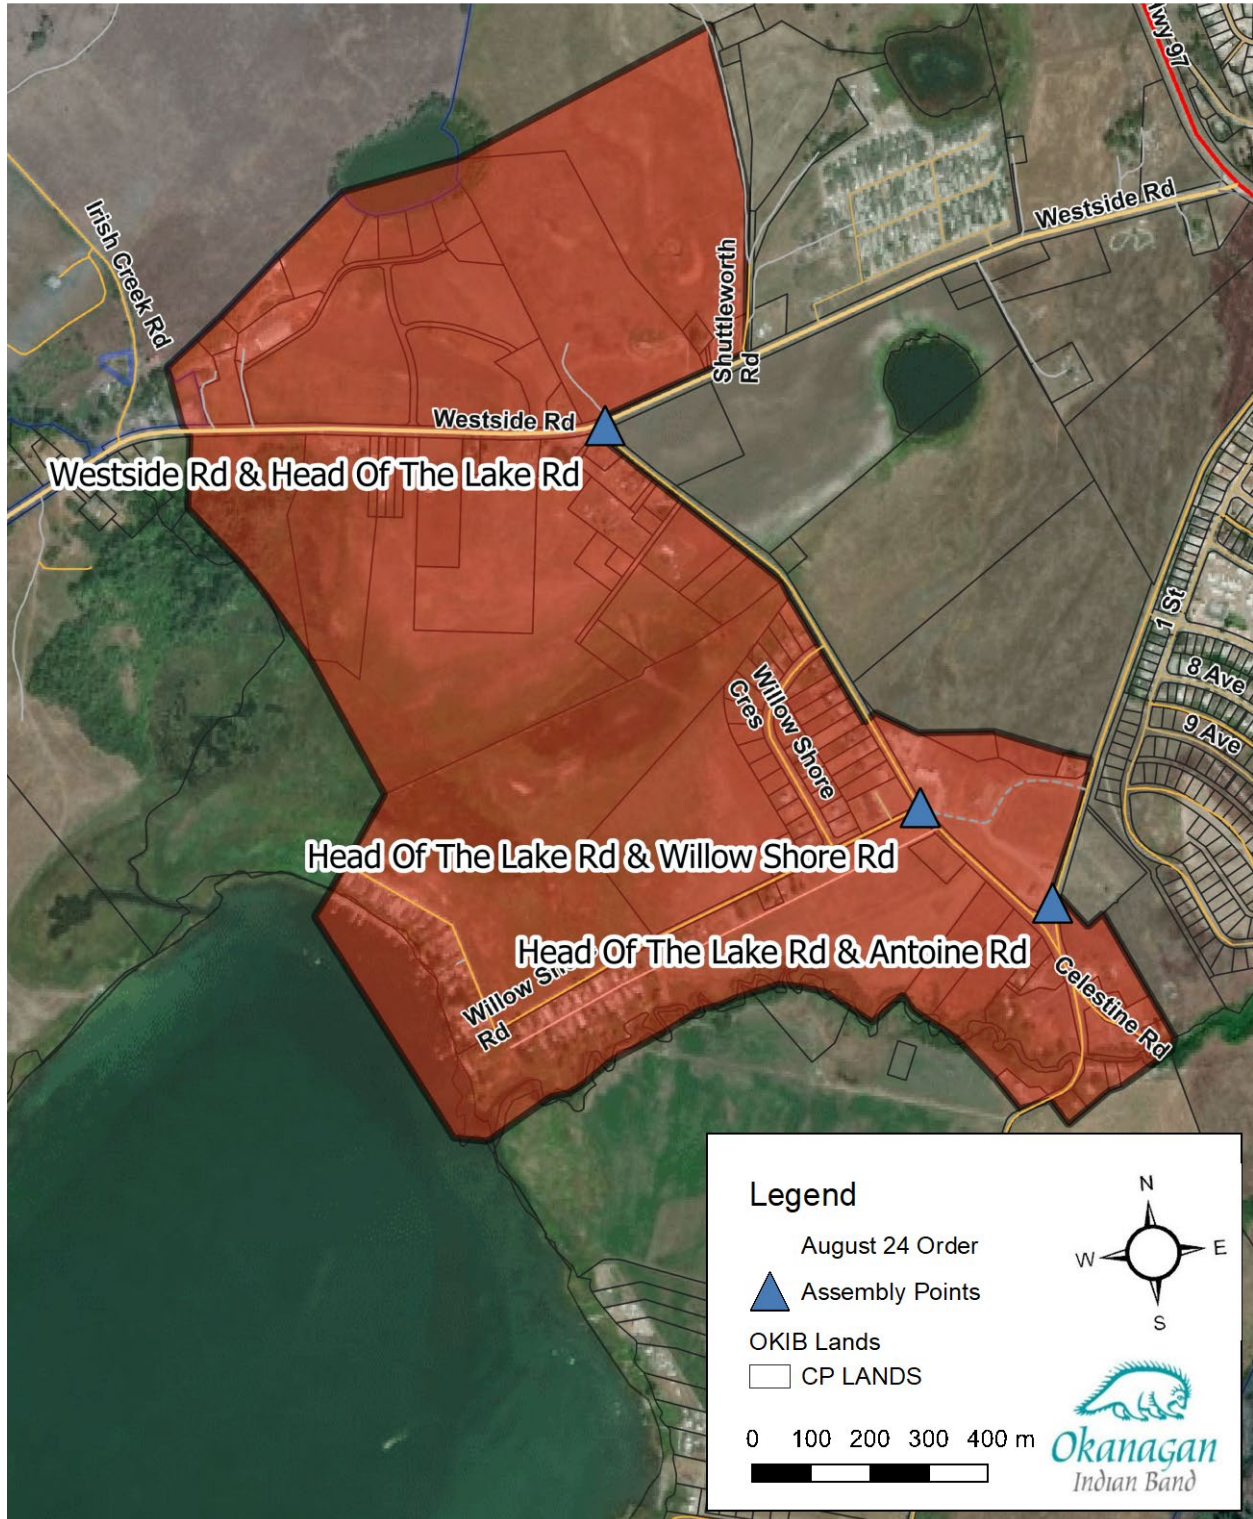 Hwy 97
Westside Rd
Irish Creek Rd
Shuttleworth
Rd
Westside Rd
Westside Rd & Head Of The Lake Rd
1 St
8 Ave
9 Ave
Willow Shore
Cres
Head Of The Lake Rd & Willow Shore Rd
Head Of The Lake Rd & Antoine Rd
Willow Sho
Rd
Celestine Rd
Legend
August 24 Order
Assembly Points
OKIB Lands
CP LANDS
N
W
E
S
0 100 200 300 400 m
Okanagan
Indian Band